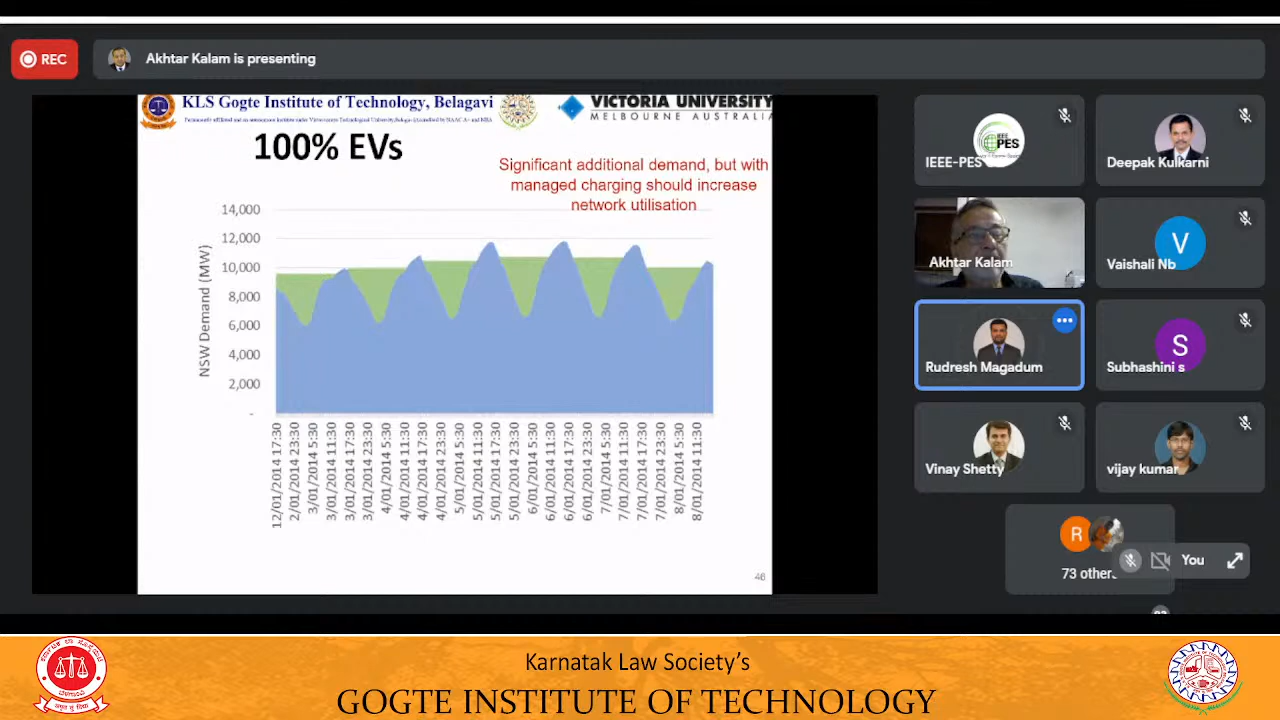 REC
Akhtar Kalam is presenting
KLS Gogte Institute of Technology, Belagavi
VICTORIA UNIVERSITY
MELBOURNE AUSTRALIA
100% EVs
Significant additional demand, but with
managed charging should increase
network utilisation
NSW Demand (MW)
14,000
12,000
10,000
8,000
6,000
4,000
2,000
-
12/01/2014 17:30
2/01/2014 23:30
3/01/2014 5:30
3/01/2014 11:30
3/01/2014 17:30
3/01/2014 23:30
4/01/2014 5:30
4/01/2014 11:30
4/01/2014 17:30
4/01/2014 23:30
5/01/2014 5:30
5/01/2014 11:30
5/01/2014 17:30
5/01/2014 23:30
6/01/2014 5:30
6/01/2014 11:30
6/01/2014 17:30
6/01/2014 23:30
7/01/2014 5:30
7/01/2014 11:30
7/01/2014 17:30
7/01/2014 23:30
8/01/2014 5:30
8/01/2014 11:30
46
IEEE PES
IEEE-PES
Deepak Kulkarni
Akhtar Kalam
V
Vaishali Nb
Rudresh Magadum
S
Subhashini s
Vinay Shetty
vijay kumar
R
73 others
You
Karnatak Law Society's
GOGTE INSTITUTE OF TECHNOLOGY